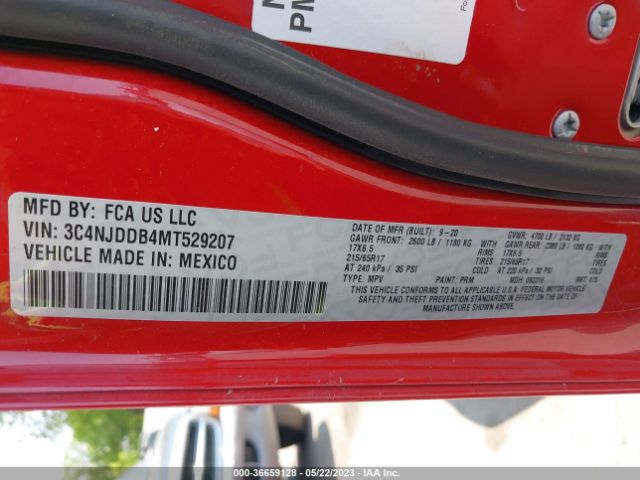 MFD BY: FCA US LLC
VIN: 3C4NJDDB4MT529207
VEHICLE MADE IN: MEXICO
DATE OF MFR (BUILT): 9-20 GVWR: 4700 LB / 2132 KG
GAWR FRONT: 2600 LB / 1180 KG WITH GAWR REAR: LB / KG WITH
17X6.5 RIMS 17X6.5 RIMS
215/65R17 TIRES 215/65R17 TIRES
AT 240 kPa / 35 PSI COLD AT 220 kPa / 32 PSI COLD
TYPE: MPV PAINT: PRM MDH:
THIS VEHICLE CONFORMS TO ALL APPLICABLE U.S.A. FEDERAL MOTOR VEHICLE
SAFETY AND THEFT PREVENTION STANDARDS IN EFFECT ON THE DATE OF
MANUFACTURE SHOWN ABOVE.
000-36659128 - 05/22/2023 - IAA Inc.